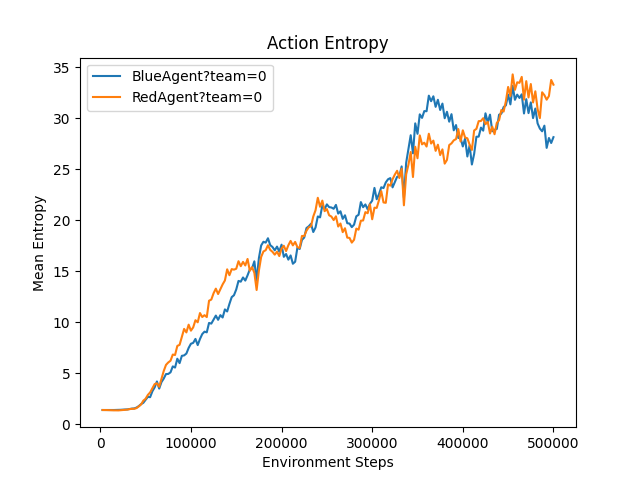 Action Entropy
BlueAgent?team=0
RedAgent?team=0
Mean Entropy
35
30
25
20
15
10
5
0
0 100000 200000 300000 400000 500000
Environment Steps